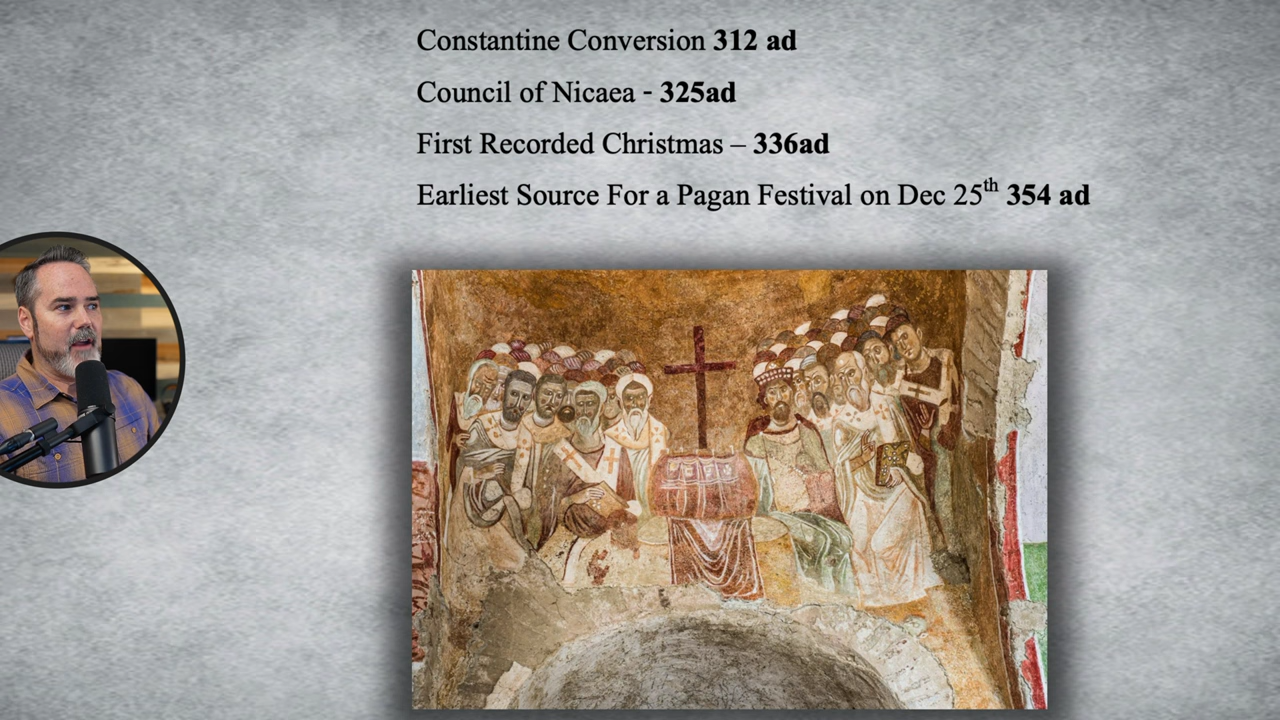 Constantine Conversion 312 ad
Council of Nicaea - 325ad
First Recorded Christmas – 336ad
Earliest Source For a Pagan Festival on Dec 25th 354 ad